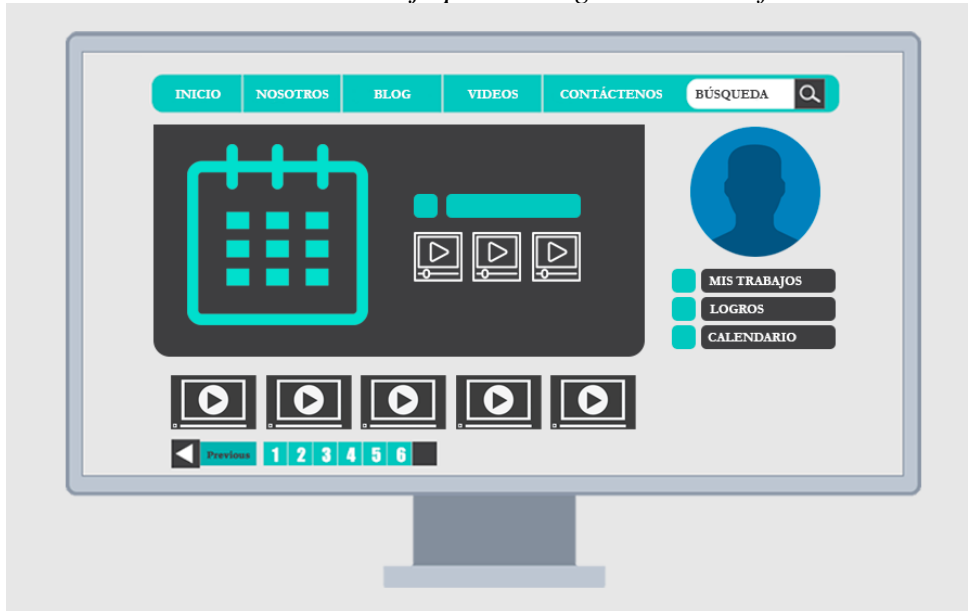 INICIO NOSOTROS BLOG VIDEOS CONTÁCTENOS BÚSQUEDA
MIS TRABAJOS
LOGROS
CALENDARIO
Previous 1 2 3 4 5 6